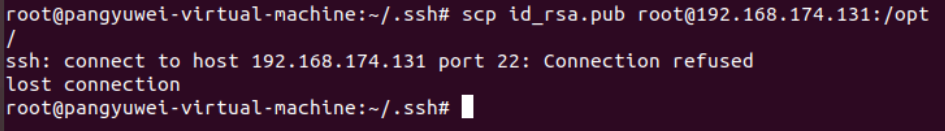 root@pangyuwei-virtual-machine:~/.ssh# scp id_rsa.pub root@192.168.174.131:/opt
/
ssh: connect to host 192.168.174.131 port 22: Connection refused
lost connection
root@pangyuwei-virtual-machine:~/.ssh#